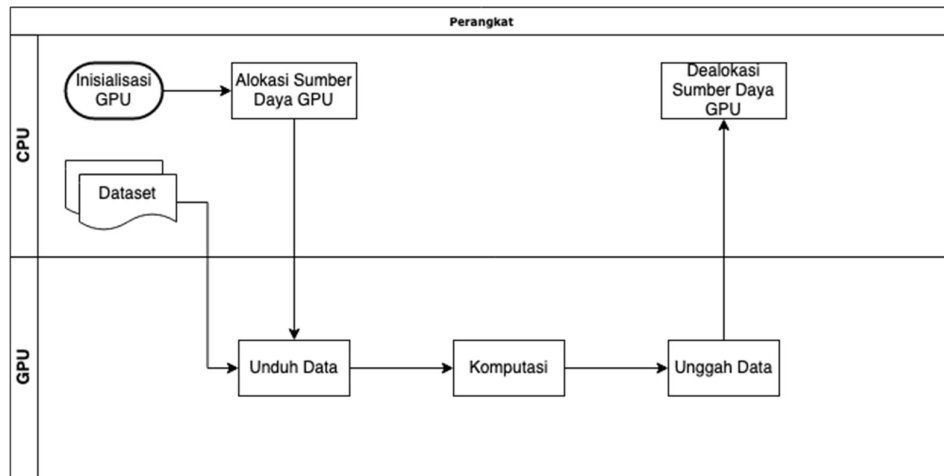 Perangkat
CPU
Inisialisasi
GPU
Alokasi Sumber
Daya GPU
Dealokasi
Sumber Daya
GPU
Dataset
GPU
Unduh Data
Komputasi
Unggah Data